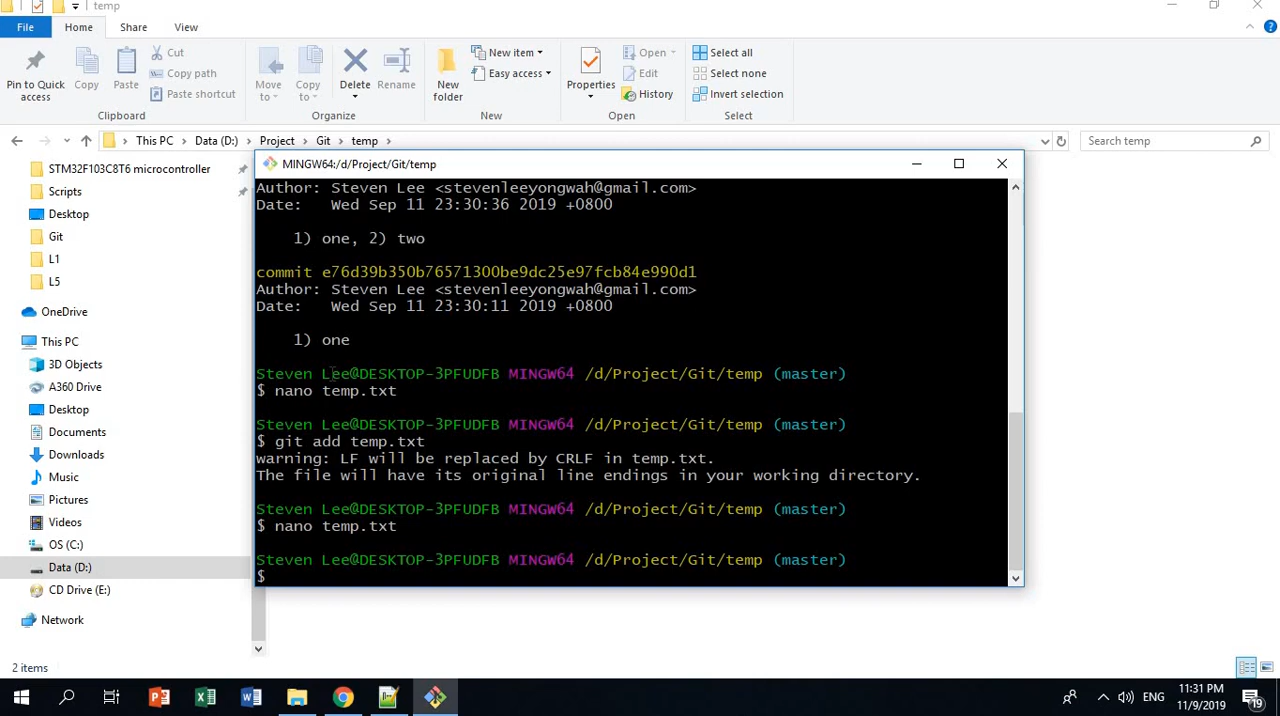 temp
File Home Share View
Pin to Quick access
Copy
Paste
Cut
Copy path
Paste shortcut
Clipboard
Move to
Copy to
Delete
Rename
Organize
New folder
New item
Easy access
New
Properties
Open
Edit
History
Open
Select all
Select none
Invert selection
Select
This PC > Data (D:) > Project > Git > temp >
Search temp
STM32F103C8T6 microcontroller
Scripts
Desktop
Git
L1
L5
OneDrive
This PC
3D Objects
A360 Drive
Desktop
Documents
Downloads
Music
Pictures
Videos
OS (C:)
Data (D:)
CD Drive (E:)
Network
2 items
MINGW64:/d/Project/Git/temp
Author: Steven Lee <stevenleeyongwah@gmail.com>
Date:   Wed Sep 11 23:30:36 2019 +0800
1) one, 2) two
commit e76d39b350b76571300be9dc25e97fcb84e990d1
Author: Steven Lee <stevenleeyongwah@gmail.com>
Date:   Wed Sep 11 23:30:11 2019 +0800
1) one
Steven Lee@DESKTOP-3PFUDFB MINGW64 /d/Project/Git/temp (master)
$ nano temp.txt
Steven Lee@DESKTOP-3PFUDFB MINGW64 /d/Project/Git/temp (master)
$ git add temp.txt
warning: LF will be replaced by CRLF in temp.txt.
The file will have its original line endings in your working directory.
Steven Lee@DESKTOP-3PFUDFB MINGW64 /d/Project/Git/temp (master)
$ nano temp.txt
Steven Lee@DESKTOP-3PFUDFB MINGW64 /d/Project/Git/temp (master)
$
ENG
11:31 PM
11/9/2019
19